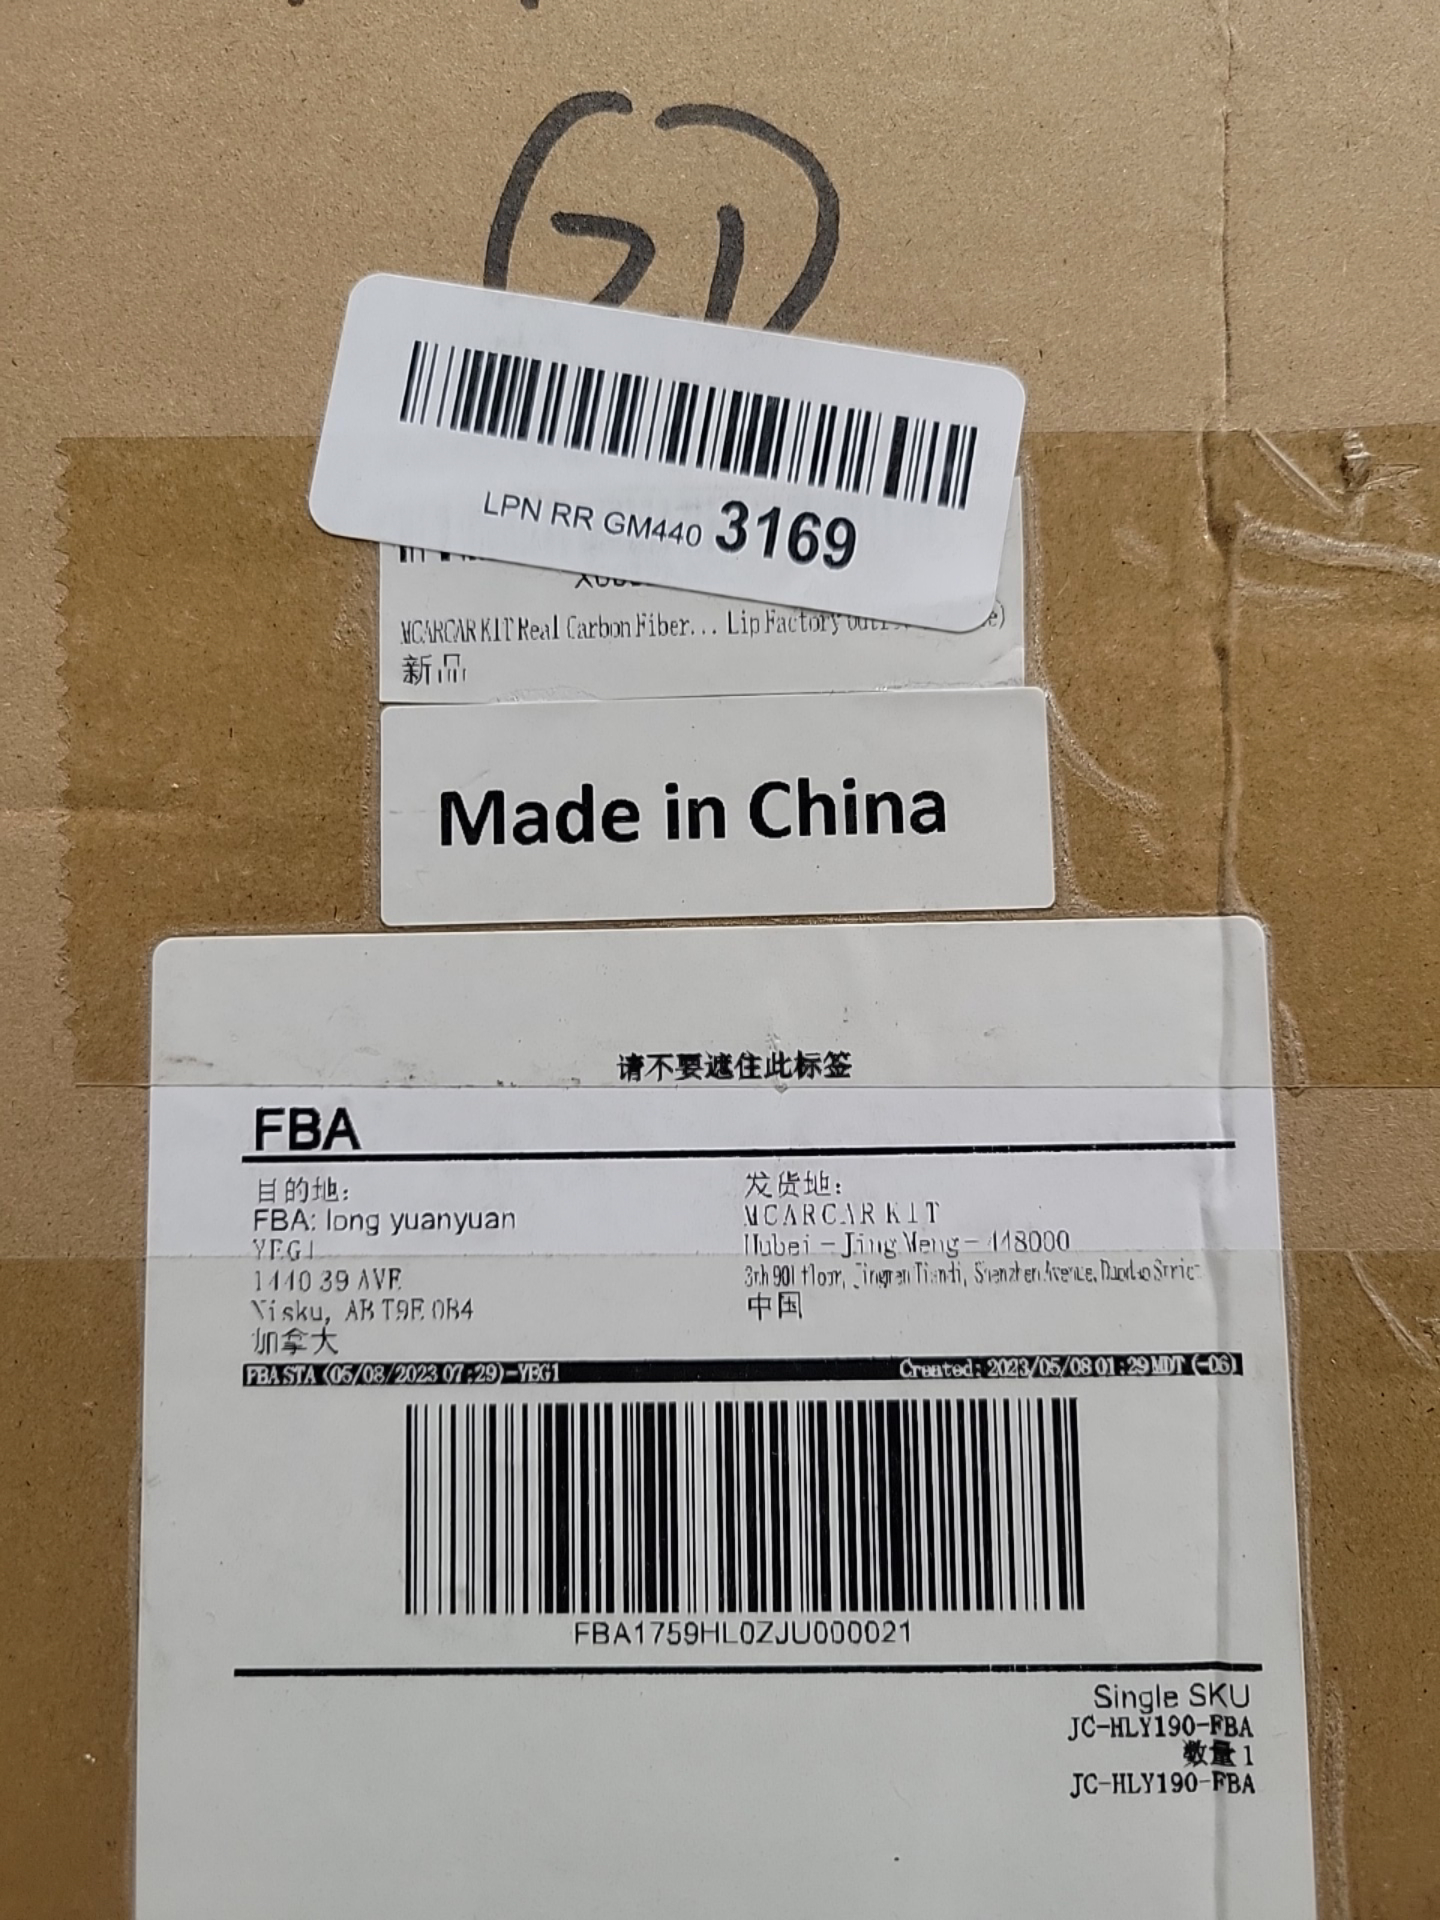 21
LPN RR GM440 3169
MCARCAR KIT Real Carbon Fiber... Lip Factory
新品
Made in China
请不要遮住此标签
FBA
目的地:
FBA: long yuanyuan
YEG1
1440 39 AVE
Nisku, AB T9E 0B4
加拿大
发货地:
MCARCAR KIT
Hubei - Jing Meng - 448000
floor, Shenzhen Avenue,
中国
FBA STA (05/08/2023 07:29)-YEG1
Created: 2023/05/08 01:29 MDT (-06)
FBA1759HL0ZJU000021
Single SKU
JC-HLY190-FBA
数量 1
JC-HLY190-FBA